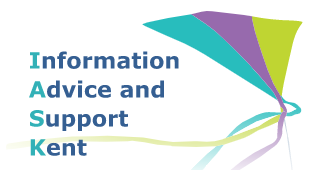 Information
Advice and
Support
Kent